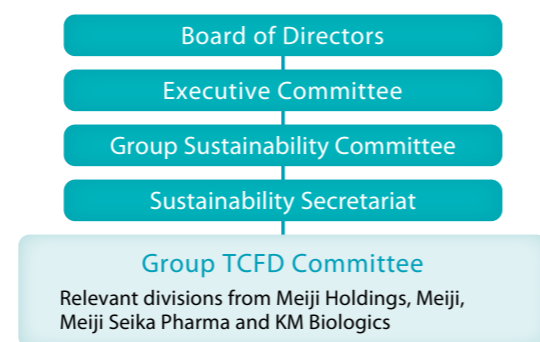 Board of Directors
Executive Committee
Group Sustainability Committee
Sustainability Secretariat
Group TCFD Committee
Relevant divisions from Meiji Holdings, Meiji,
Meiji Seika Pharma and KM Biologics